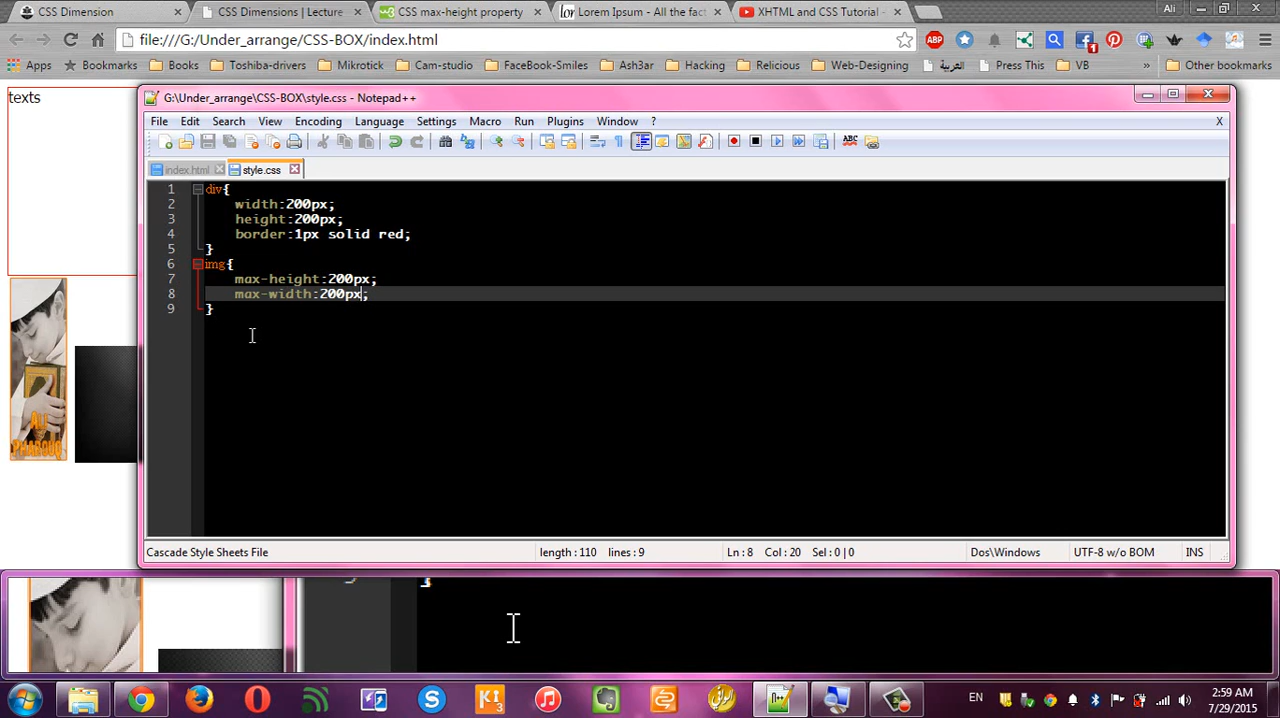 CSS Dimension
CSS Dimensions | Lecture
CSS max-height property
Lorem Ipsum - All the fact
XHTML and CSS Tutorial -
Ali
file:///G:/Under_arrange/CSS-BOX/index.html
ABP
1
Apps
Bookmarks
Books
Toshiba-drivers
Mikrotick
Cam-studio
FaceBook-Smiles
Ash3ar
Hacking
Relicious
Web-Designing
العربية
Press This
VB
»
Other bookmarks
texts
G:\Under_arrange\CSS-BOX\style.css - Notepad++
File Edit Search View Encoding Language Settings Macro Run Plugins Window ?
X
ABC
index.html
style.css
1 div{
2 width:200px;
3 height:200px;
4 border:1px solid red;
5 }
6 img{
7 max-height:200px;
8 max-width:200px;
9 }
ALI
PHAROUQ
Cascade Style Sheets File
length : 110 lines : 9
Ln : 8 Col : 20 Sel : 0 | 0
Dos\Windows
UTF-8 w/o BOM
INS
}
EN
2:59 AM
7/29/2015